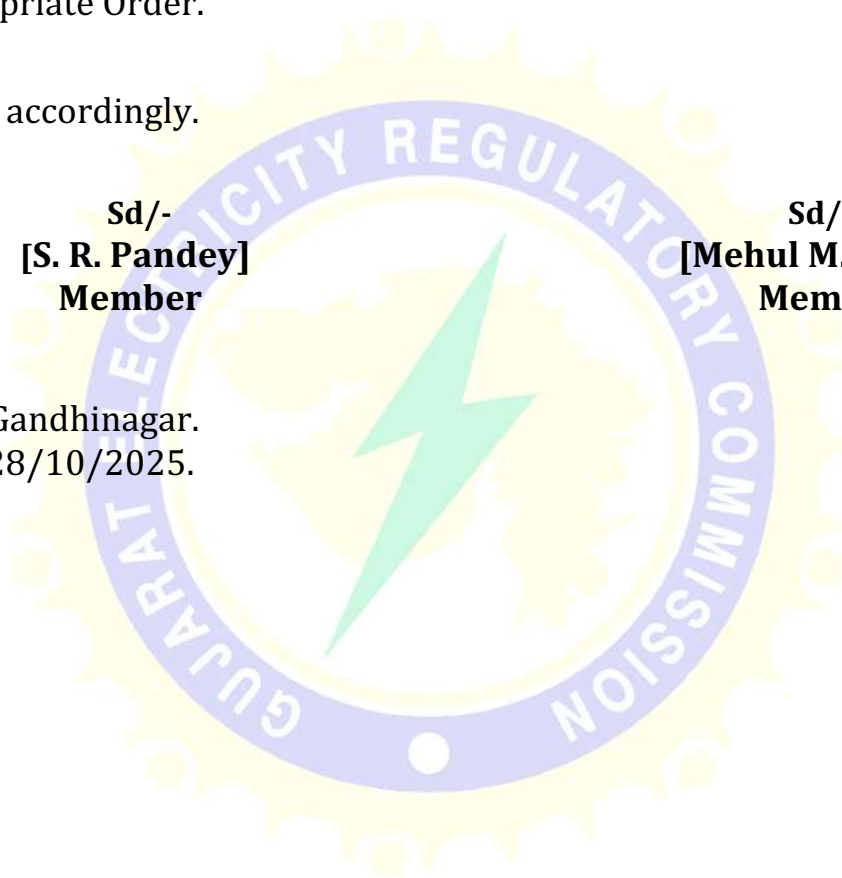 priate Order.
accordingly.
Sd/- Sd/
[S. R. Pandey] [Mehul M.
Member Mem
Gandhinagar.
28/10/2025.
GUJARAT ELECTRICITY REGULATORY COMMISSION